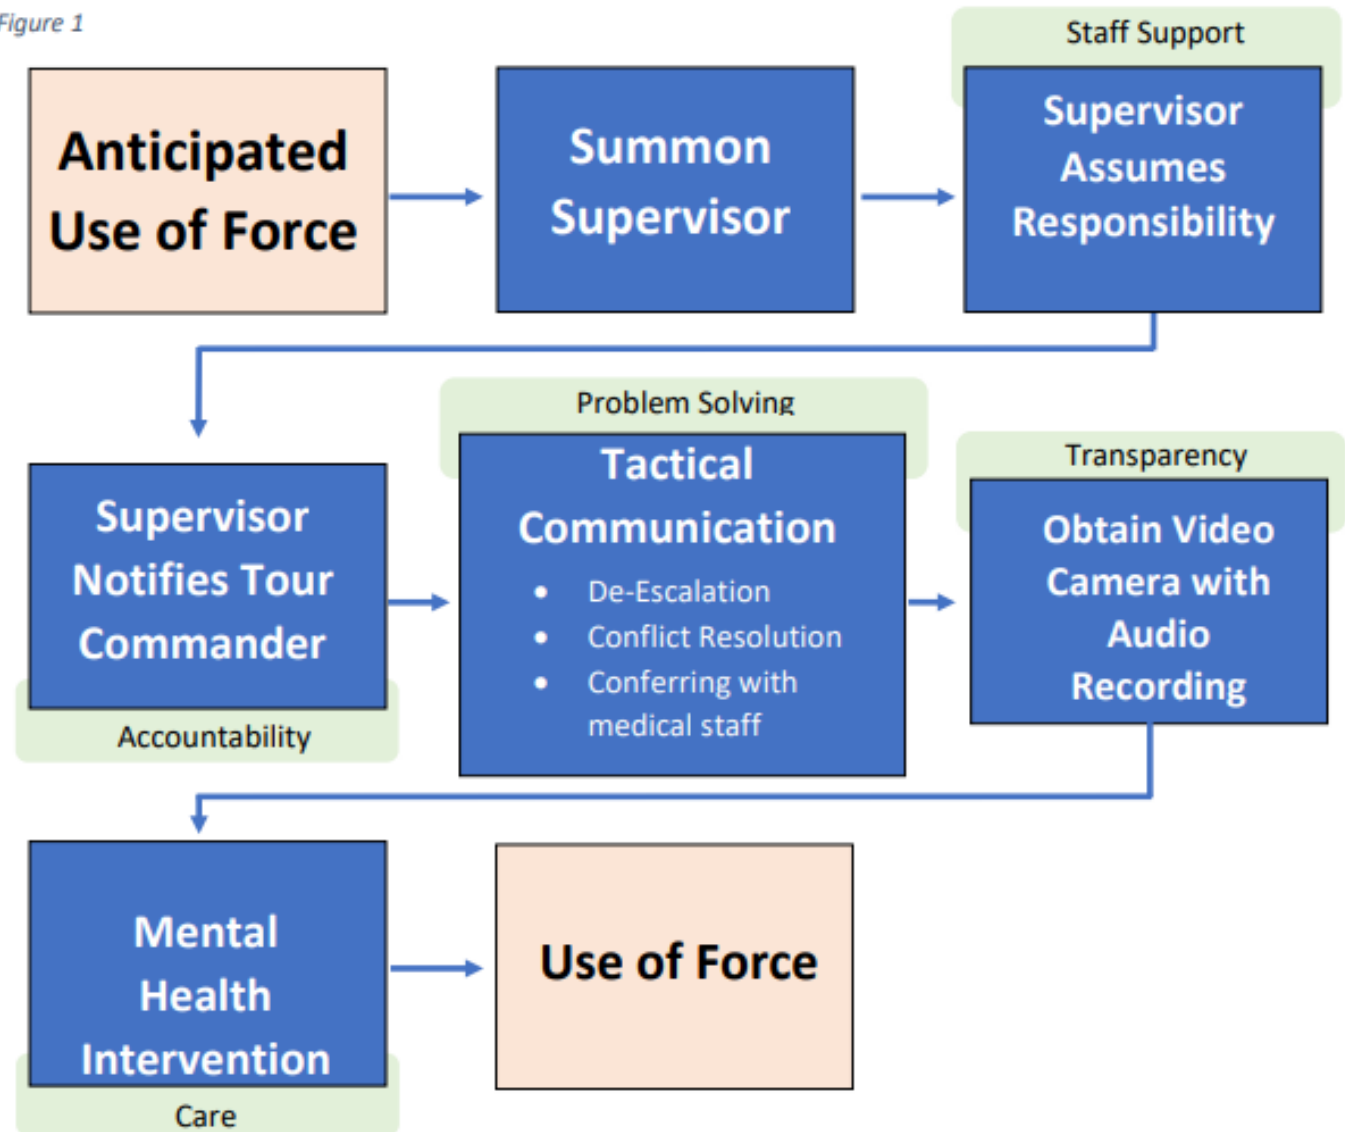 Figure 1
Staff Support
Anticipated
Use of Force
Summon
Supervisor
Supervisor
Assumes
Responsibility
Problem Solving
Transparency
Supervisor
Notifies Tour
Commander
Accountability
Tactical
Communication
• De-Escalation
• Conflict Resolution
• Conferring with
medical staff
Obtain Video
Camera with
Audio
Recording
Mental
Health
Intervention
Care
Use of Force